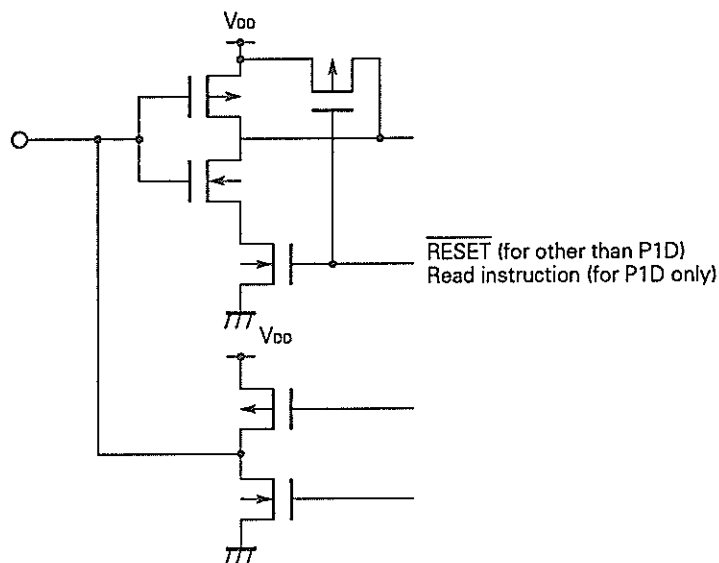 VDD
RESET (for other than P1D)
Read instruction (for P1D only)
VDD